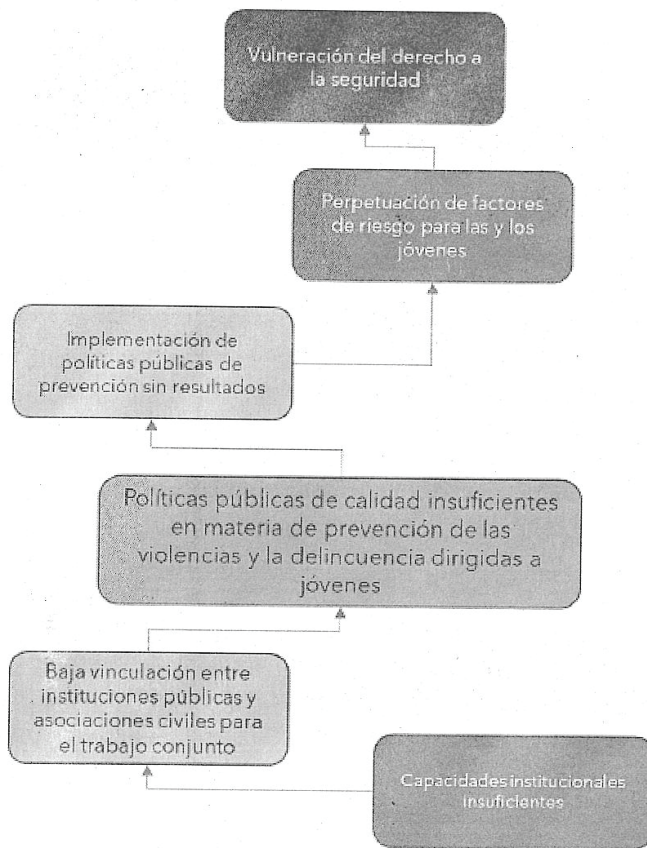 Vulneración del derecho a
la seguridad
Perpetuación de factores
de riesgo para las y los
jóvenes
Implementación de
políticas públicas de
prevención sin resultados
Políticas públicas de calidad insuficientes
en materia de prevención de las
violencias y la delincuencia dirigidas a
jóvenes
Baja vinculación entre
instituciones públicas y
asociaciones civiles para
el trabajo conjunto
Capacidades institucionales
insuficientes